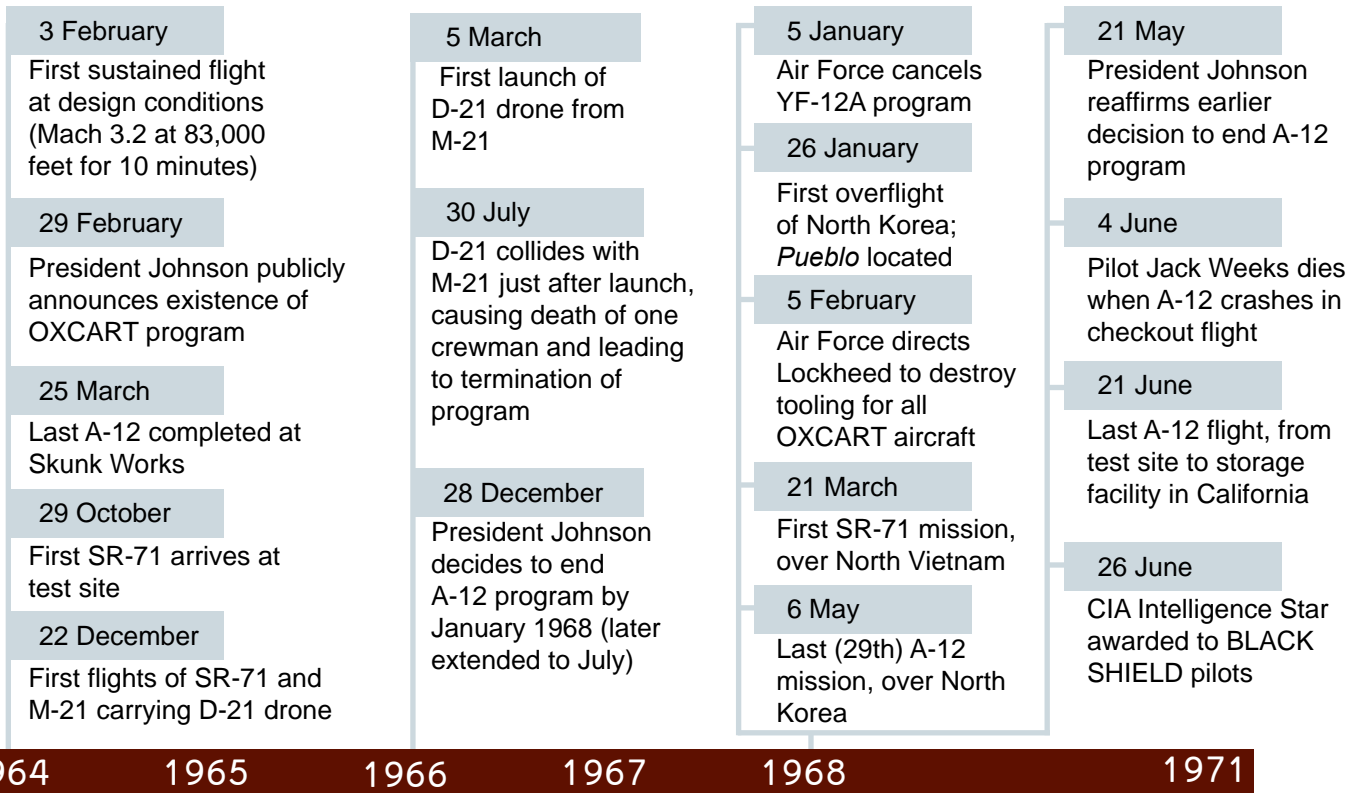 3 February
First sustained flight
at design conditions
(Mach 3.2 at 83,000
feet for 10 minutes)
29 February
President Johnson publicly
announces existence of
OXCART program
25 March
Last A-12 completed at
Skunk Works
29 October
First SR-71 arrives at
test site
22 December
First flights of SR-71 and
M-21 carrying D-21 drone
5 March
First launch of
D-21 drone from
M-21
30 July
D-21 collides with
M-21 just after launch,
causing death of one
crewman and leading
to termination of
program
28 December
President Johnson
decides to end
A-12 program by
January 1968 (later
extended to July)
5 January
Air Force cancels
YF-12A program
26 January
First overflight
of North Korea;
Pueblo located
5 February
Air Force directs
Lockheed to destroy
tooling for all
OXCART aircraft
21 March
First SR-71 mission,
over North Vietnam
6 May
Last (29th) A-12
mission, over North
Korea
21 May
President Johnson
reaffirms earlier
decision to end A-12
program
4 June
Pilot Jack Weeks dies
when A-12 crashes in
checkout flight
21 June
Last A-12 flight, from
test site to storage
facility in California
26 June
CIA Intelligence Star
awarded to BLACK
SHIELD pilots
964 1965 1966 1967 1968 1971